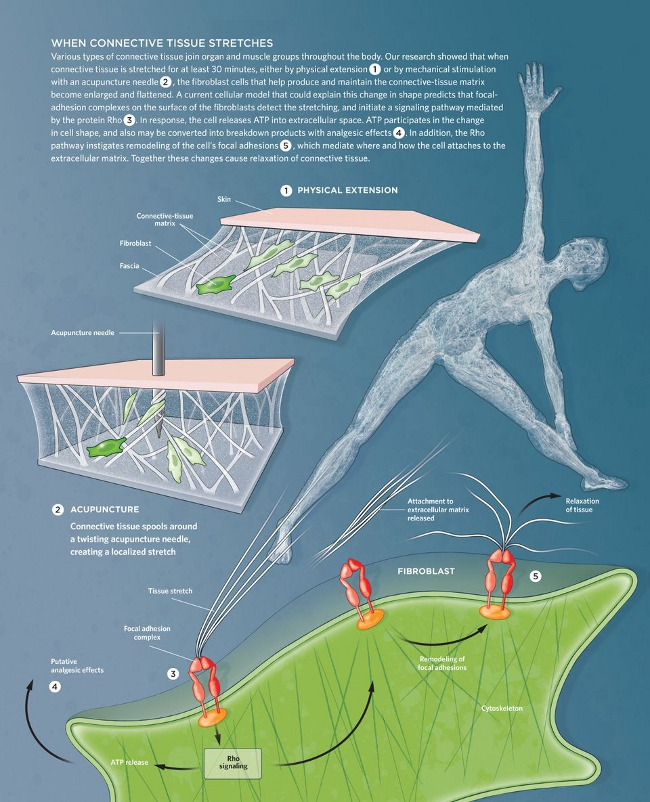 WHEN CONNECTIVE TISSUE STRETCHES
Various types of connective tissue join organ and muscle groups throughout the body. Our research showed that when
connective tissue is stretched for at least 30 minutes, either by physical extension 1 or by mechanical stimulation
with an acupuncture needle 2, the fibroblast cells that help produce and maintain the connective-tissue matrix
become enlarged and flattened. A current cellular model that could explain this change in shape predicts that focal-
adhesion complexes on the surface of the fibroblasts detect the stretching, and initiate a signaling pathway mediated
by the protein Rho 3. In response, the cell releases ATP into extracellular space. ATP participates in the change
in cell shape, and also may be converted into breakdown products with analgesic effects 4. In addition, the Rho
pathway instigates remodeling of the cell's focal adhesions 5, which mediate where and how the cell attaches to the
extracellular matrix. Together these changes cause relaxation of connective tissue.
1 PHYSICAL EXTENSION
Skin
Connective-tissue
matrix
Fibroblast
Fascia
Acupuncture needle
2 ACUPUNCTURE
Connective tissue spools around
a twisting acupuncture needle,
creating a localized stretch
Attachment to
extracellular matrix
released
Relaxation
of tissue
FIBROBLAST
5
Tissue stretch
Focal adhesion
complex
3
Putative
analgesic effects
4
Remodeling of
focal adhesions
Cytoskeleton
ATP release
Rho
signaling